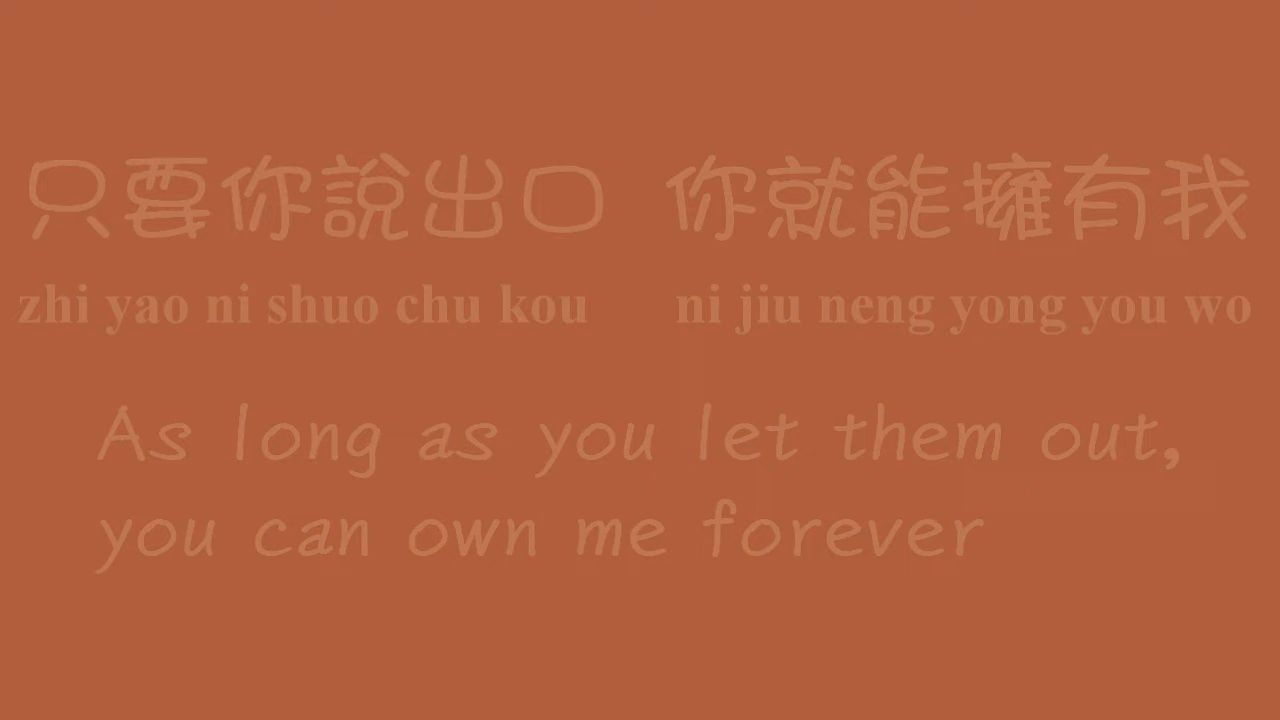 只要你說出口 你就能擁有我
zhi yao ni shuo chu kou ni jiu neng yong you wo
As long as you let them out,
you can own me forever